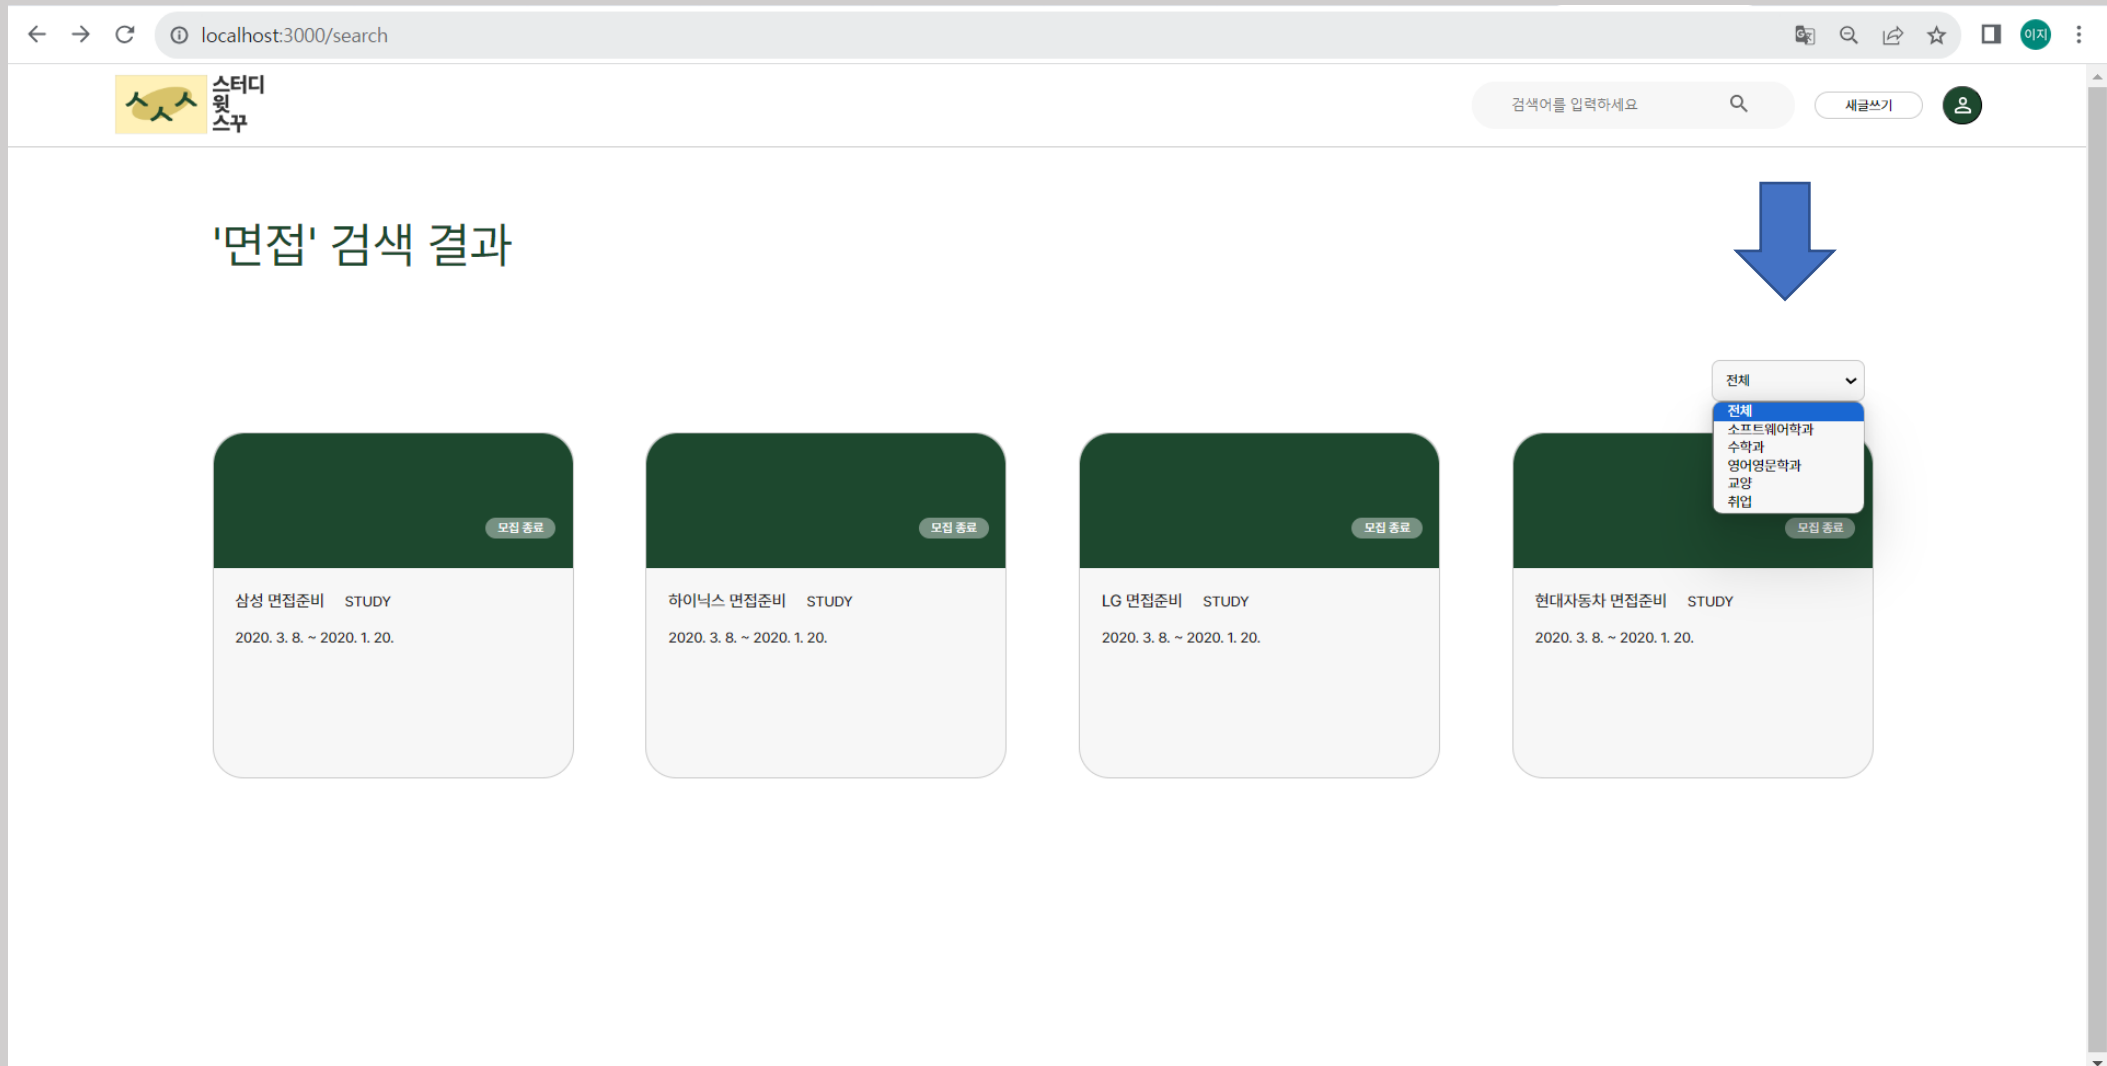 localhost:3000/search
이지
스터디
윗
스꾸
검색어를 입력하세요
새글쓰기
'면접' 검색 결과
전체
전체
소프트웨어학과
수학과
영어영문학과
교양
취업
모집 종료
모집 종료
모집 종료
모집 종료
삼성 면접준비 STUDY
2020. 3. 8. ~ 2020. 1. 20.
하이닉스 면접준비 STUDY
2020. 3. 8. ~ 2020. 1. 20.
LG 면접준비 STUDY
2020. 3. 8. ~ 2020. 1. 20.
현대자동차 면접준비 STUDY
2020. 3. 8. ~ 2020. 1. 20.